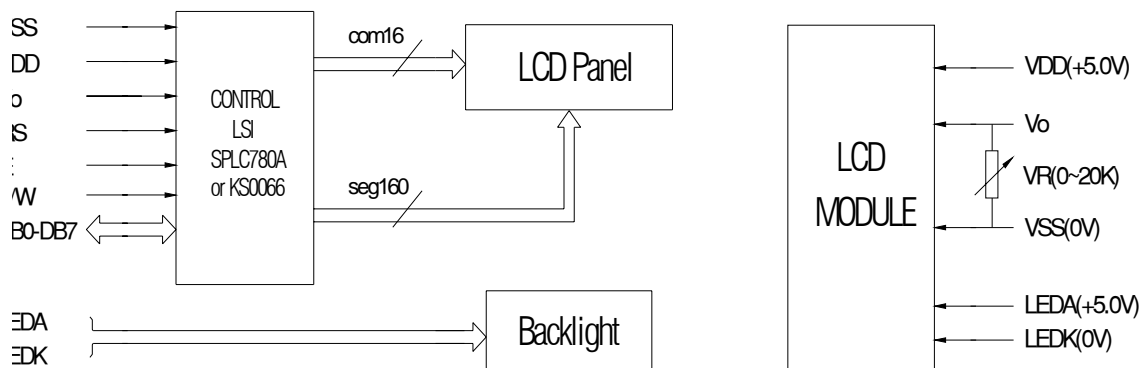 SS
DD
o
RS
E
/W
B0-DB7
EDA
EDK
CONTROL
LSI
SPLC780A
or KS0066
com16
seg160
LCD Panel
Backlight
LCD
MODULE
VDD(+5.0V)
Vo
VR(0~20K)
VSS(0V)
LEDA(+5.0V)
LEDK(0V)